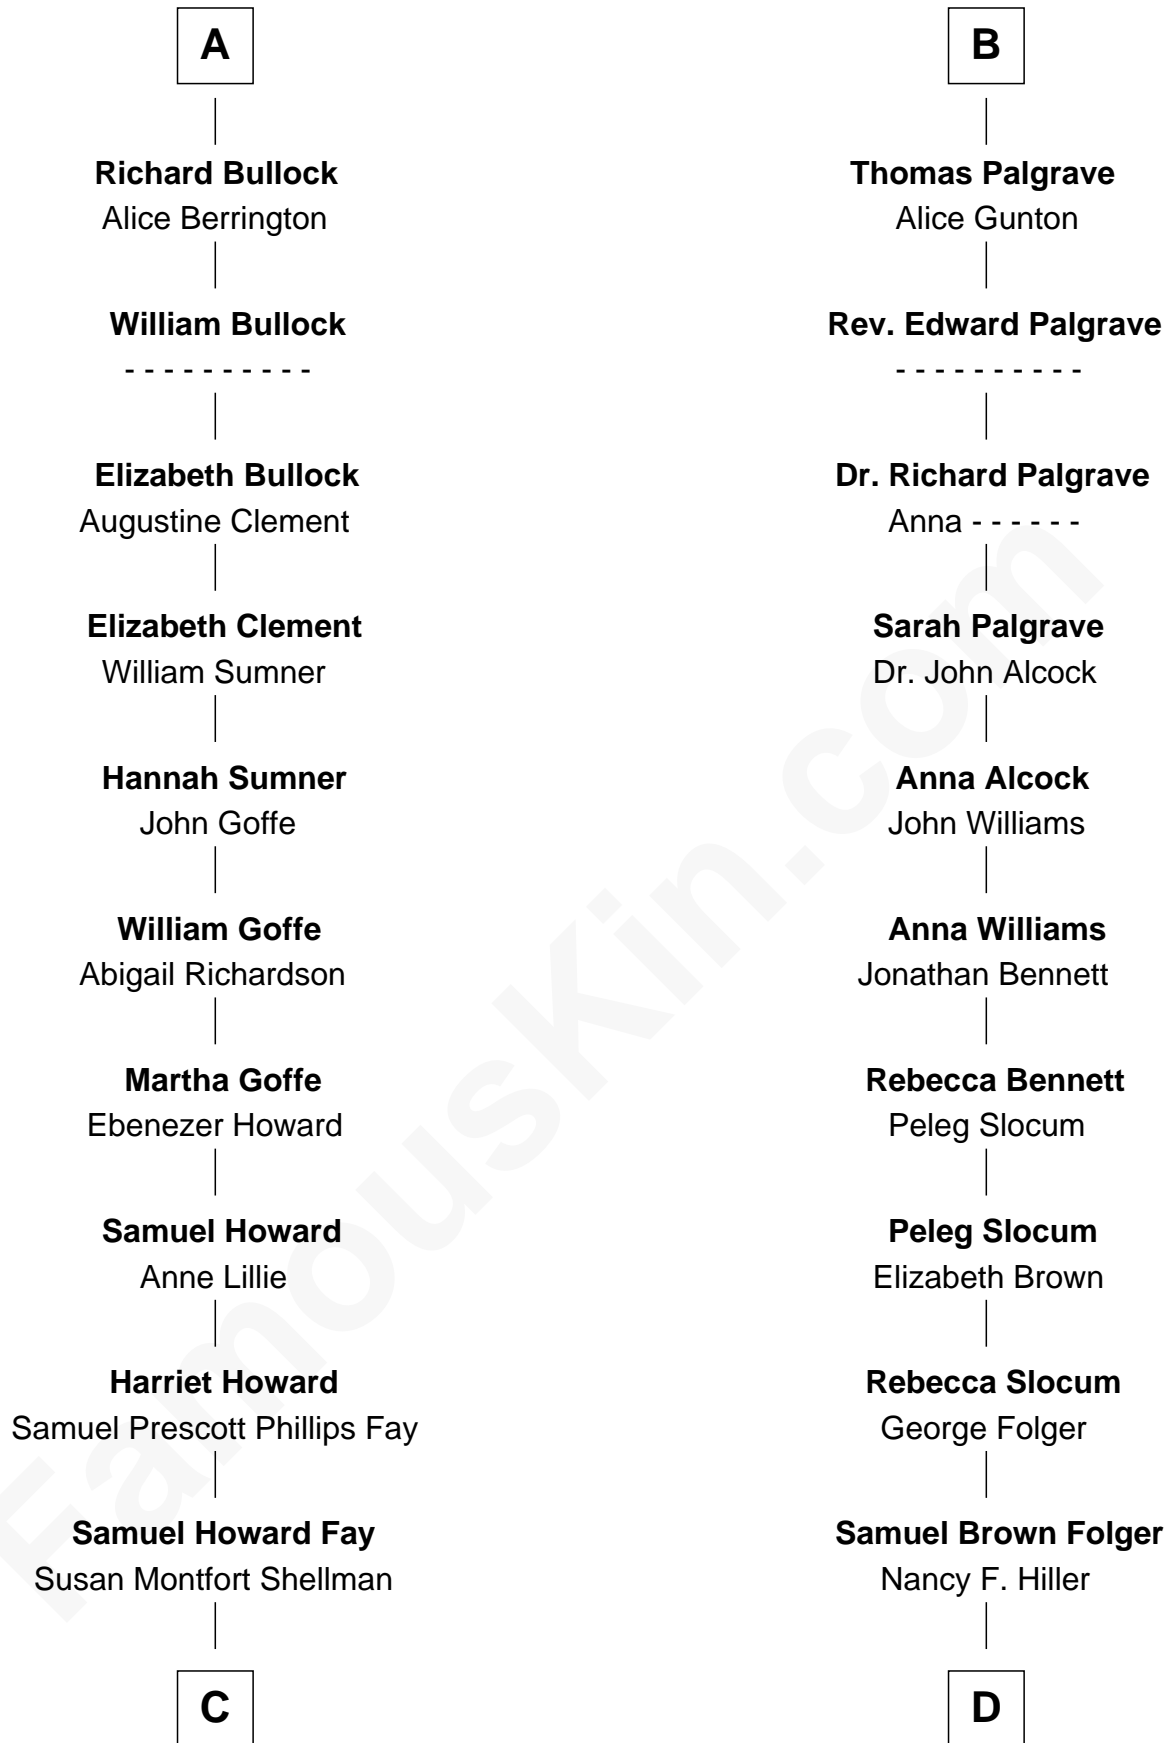 A
Richard Bullock
Alice Berrington
William Bullock
- - - - - - - - - -
Elizabeth Bullock
Augustine Clement
Elizabeth Clement
William Sumner
Hannah Sumner
John Goffe
William Goffe
Abigail Richardson
Martha Goffe
Ebenezer Howard
Samuel Howard
Anne Lillie
Harriet Howard
Samuel Prescott Phillips Fay
Samuel Howard Fay
Susan Montfort Shellman
C
B
Thomas Palgrave
Alice Gunton
Rev. Edward Palgrave
- - - - - - - - - -
Dr. Richard Palgrave
Anna - - - - - -
Sarah Palgrave
Dr. John Alcock
Anna Alcock
John Williams
Anna Williams
Jonathan Bennett
Rebecca Bennett
Peleg Slocum
Peleg Slocum
Elizabeth Brown
Rebecca Slocum
George Folger
Samuel Brown Folger
Nancy F. Hiller
D
FamousKin.com